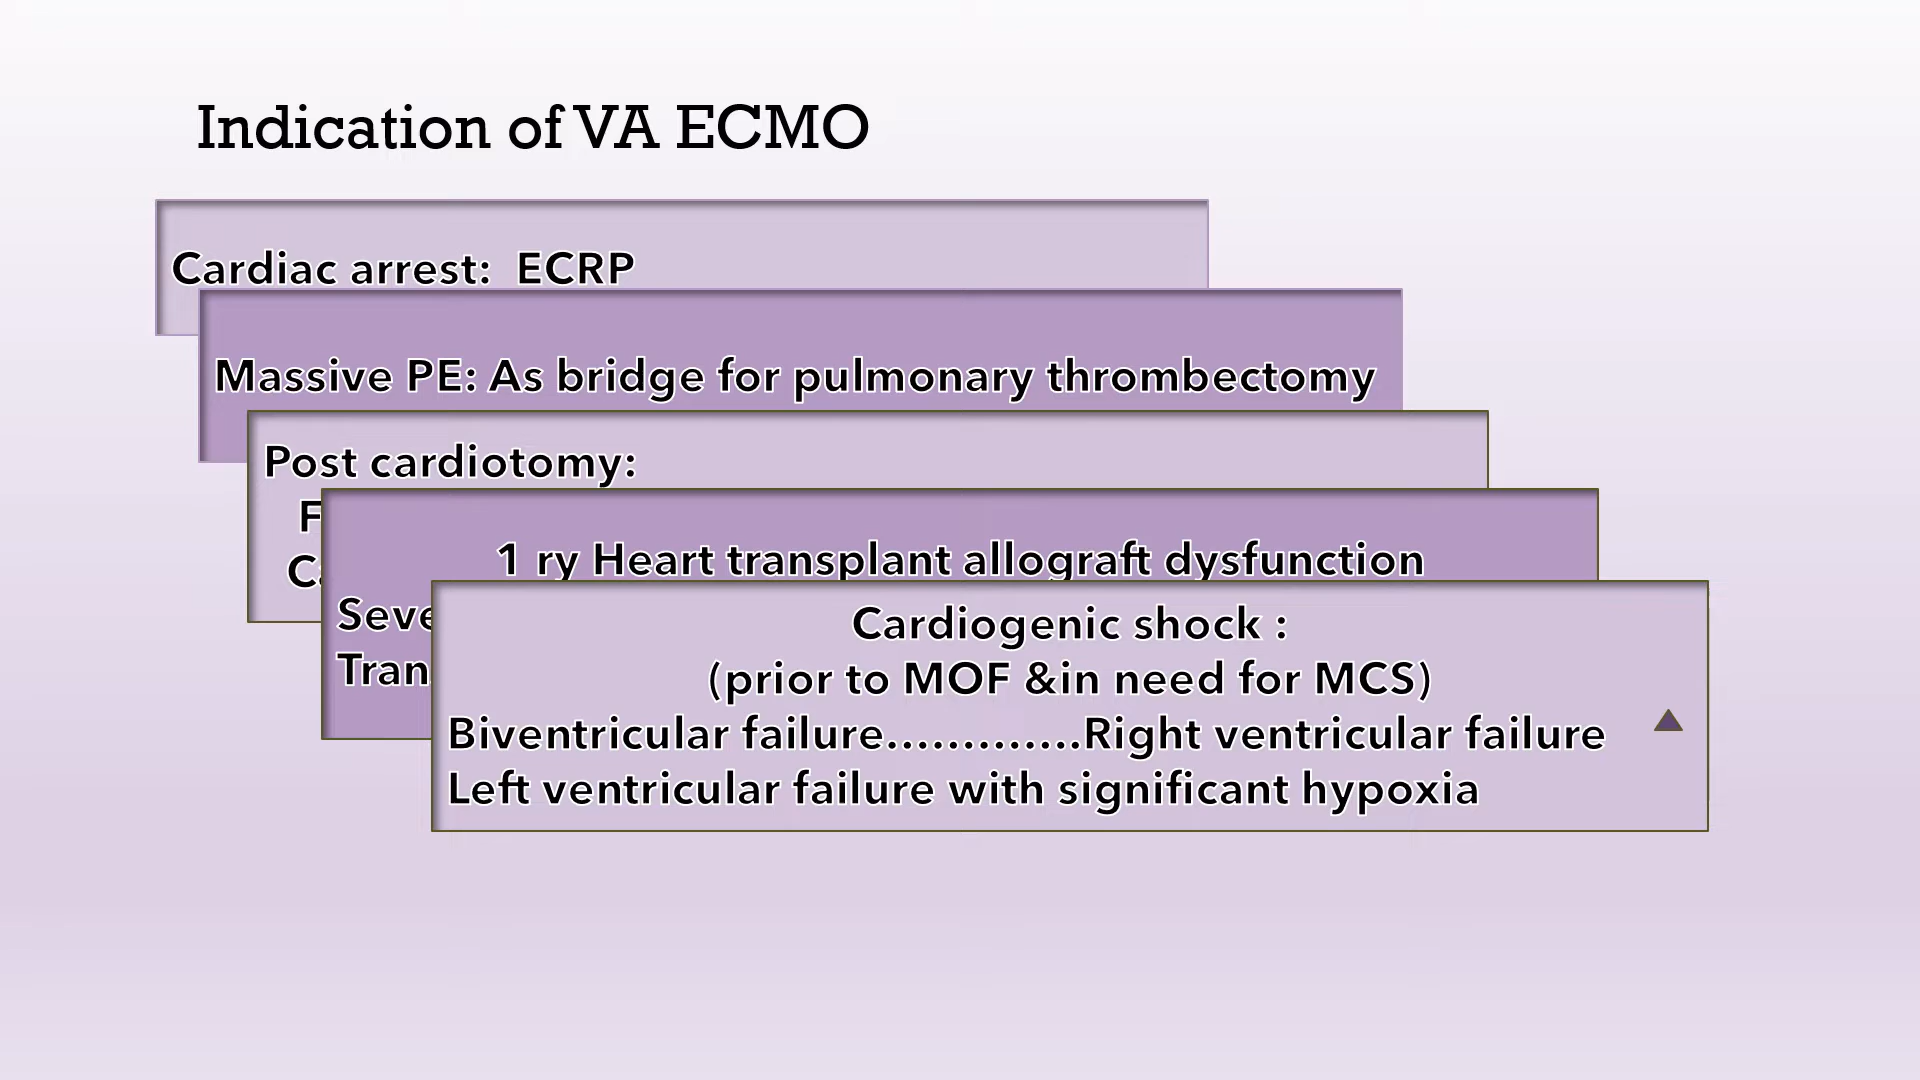 Indication of VA ECMO
Cardiac arrest: ECRP
Massive PE: As bridge for pulmonary thrombectomy
Post cardiotomy:
1 ry Heart transplant allograft dysfunction
Cardiogenic shock :
(prior to MOF &in need for MCS)
Biventricular failure.............Right ventricular failure
Left ventricular failure with significant hypoxia